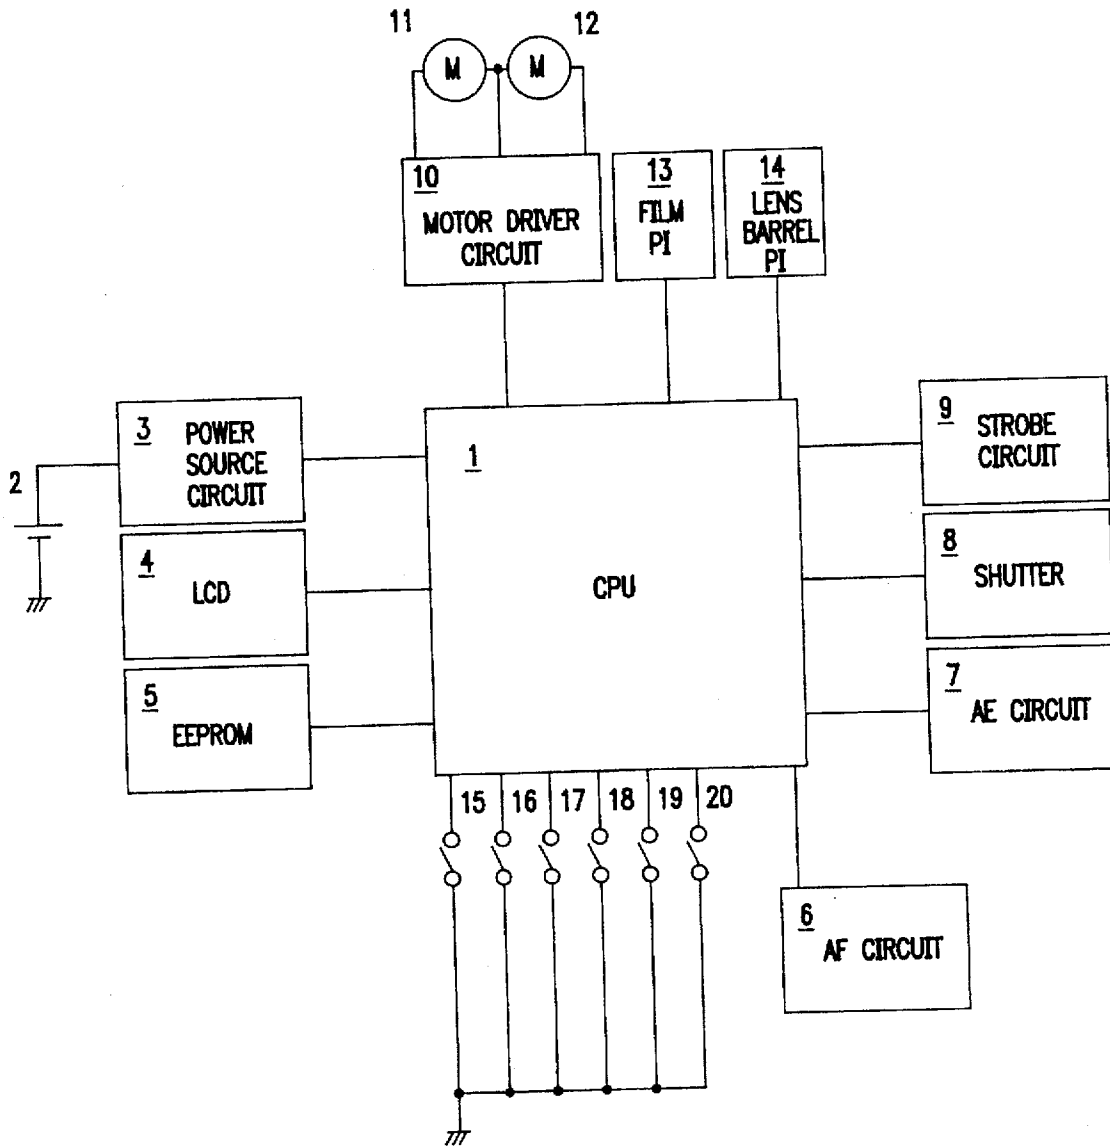 11
12
M
M
10
MOTOR DRIVER
CIRCUIT
13
FILM
PI
14
LENS
BARREL
PI
3
POWER
SOURCE
CIRCUIT
2
4
LCD
5
EEPROM
1
CPU
9
STROBE
CIRCUIT
8
SHUTTER
7
AE CIRCUIT
15
16
17
18
19
20
6
AF CIRCUIT